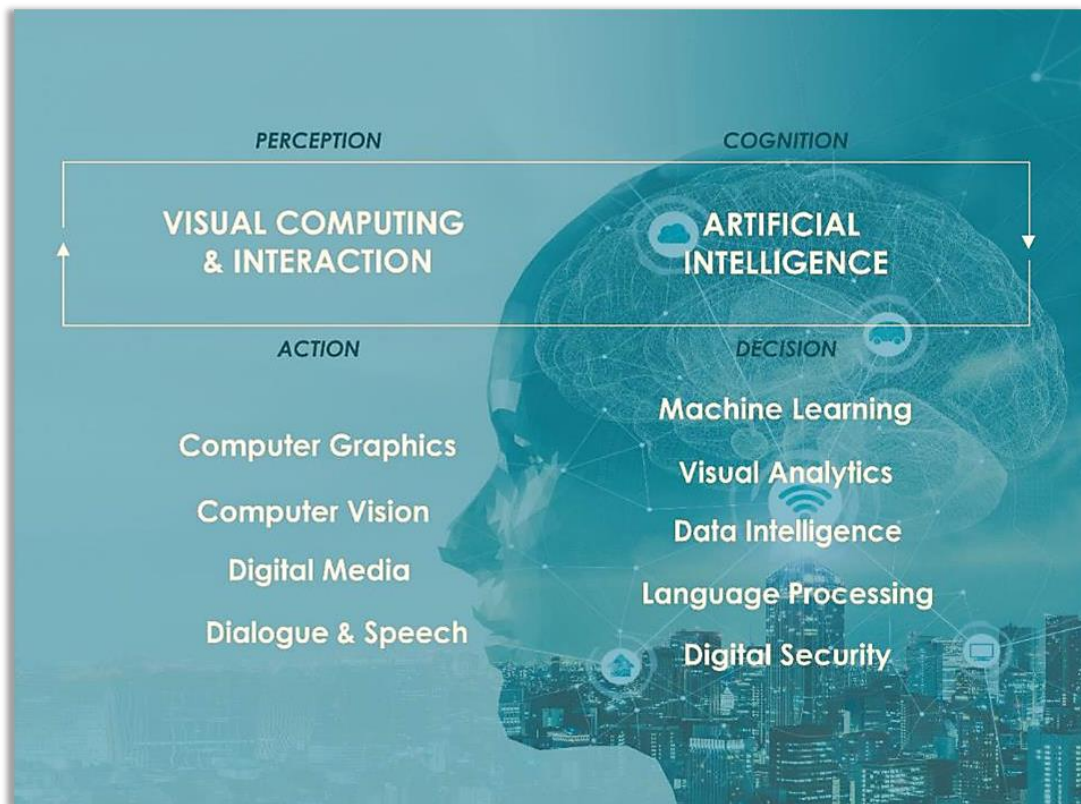 PERCEPTION
COGNITION
VISUAL COMPUTING
& INTERACTION
ARTIFICIAL
INTELLIGENCE
ACTION
DECISION
Computer Graphics
Computer Vision
Digital Media
Dialogue & Speech
Machine Learning
Visual Analytics
Data Intelligence
Language Processing
Digital Security